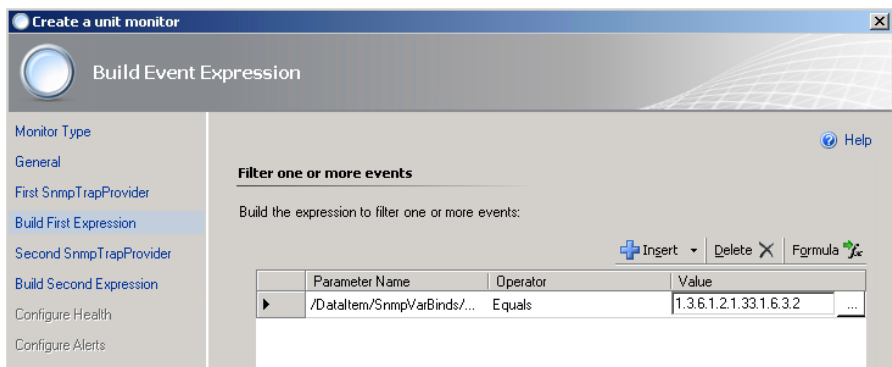 Create a unit monitor
Build Event Expression
Monitor Type
General
First SnmpTrapProvider
Build First Expression
Second SnmpTrapProvider
Build Second Expression
Configure Health
Configure Alerts
Help
Filter one or more events
Build the expression to filter one or more events:
Insert Delete Formula
Parameter Name Operator Value
/DataItem/SnmpVarBinds/... Equals 1.3.6.1.2.1.33.1.6.3.2 ...